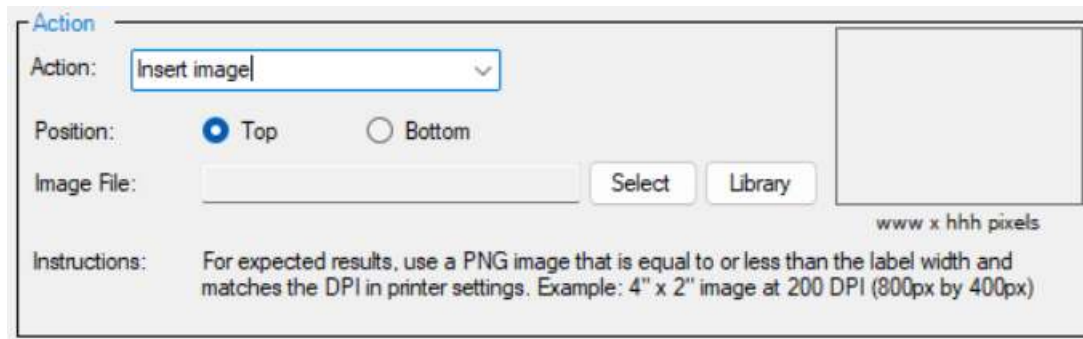 Action
Action: Insert image
Position: Top Bottom
Image File: Select Library
www x hhh pixels
Instructions: For expected results, use a PNG image that is equal to or less than the label width and
matches the DPI in printer settings. Example: 4" x 2" image at 200 DPI (800px by 400px)